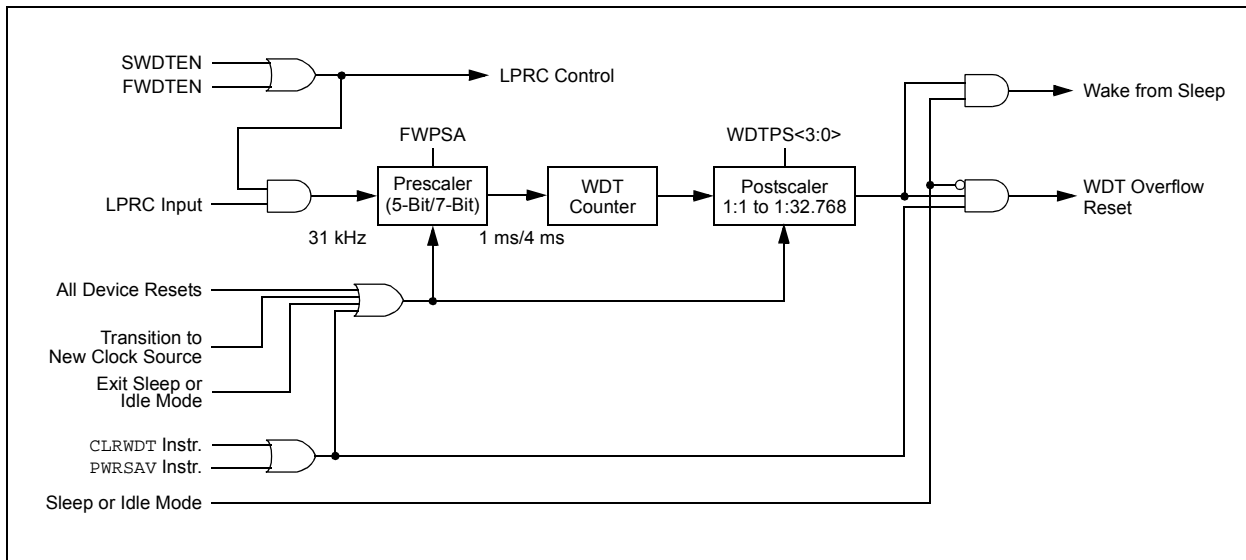 SWDTEN
FWDTEN
LPRC Control
Wake from Sleep
FWPSA
WDTPS<3:0>
LPRC Input
Prescaler
(5-Bit/7-Bit)
WDT
Counter
Postscaler
1:1 to 1:32.768
WDT Overflow
Reset
31 kHz
1 ms/4 ms
All Device Resets
Transition to
New Clock Source
Exit Sleep or
Idle Mode
CLRWDT Instr.
PWRSAV Instr.
Sleep or Idle Mode